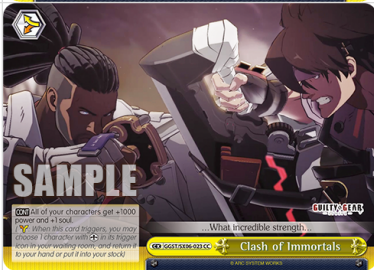 SAMPLE
CONT All of your characters get +1000
power and +1 soul.
( : When this card triggers, you may
choose 1 character with in its trigger
icon in your waiting room, and return it
to your hand or put it into your stock)
...What incredible strength...
GUILTY GEAR
CC GGST/SX06-023 CC
Clash of Immortals
© ARC SYSTEM WORKS